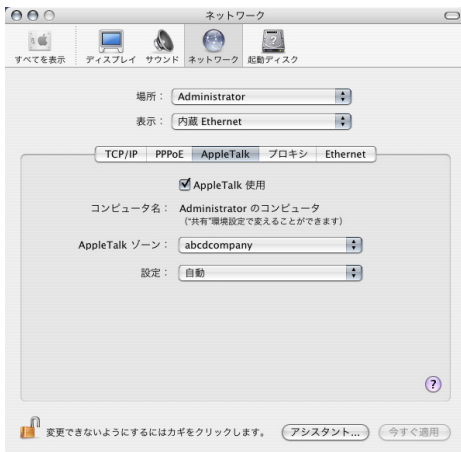 ネットワーク
すべてを表示 ディスプレイ サウンド ネットワーク 起動ディスク
場所： Administrator
表示： 内蔵 Ethernet
TCP/IP PPPoE AppleTalk プロキシ Ethernet
AppleTalk 使用
コンピュータ名： Administrator のコンピュータ
("共有"環境設定で変えることができます)
AppleTalk ゾーン： abcdcompany
設定： 自動
?
変更できないようにするにはカギをクリックします。 アシスタント... 今すぐ適用